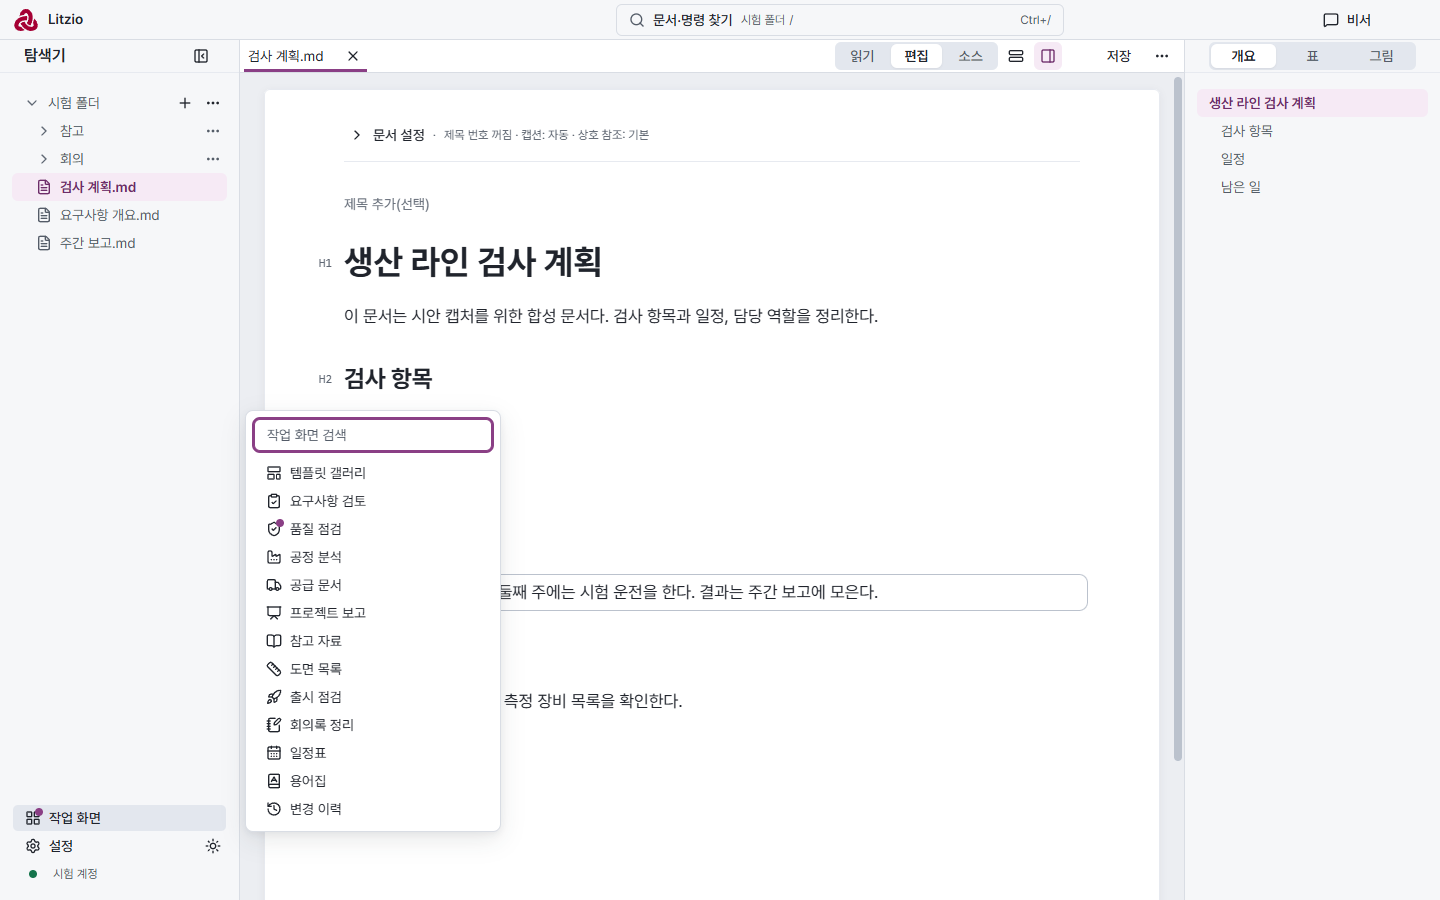 Litzio
문서·명령 찾기 시험 폴더 / Ctrl+/
비서
탐색기
시험 폴더
참고
회의
검사 계획.md
요구사항 개요.md
주간 보고.md
작업 화면
설정
시험 계정
검사 계획.md
읽기 편집 소스
저장
문서 설정 · 제목 번호 꺼짐 · 캡션: 자동 · 상호 참조: 기본
제목 추가(선택)
H1 생산 라인 검사 계획
이 문서는 시안 캡처를 위한 합성 문서다. 검사 항목과 일정, 담당 역할을 정리한다.
H2 검사 항목
작업 화면 검색
템플릿 갤러리
요구사항 검토
품질 점검
공정 분석
공급 문서
프로젝트 보고
참고 자료
도면 목록
출시 점검
회의록 정리
일정표
용어집
변경 이력
둘째 주에는 시험 운전을 한다. 결과는 주간 보고에 모은다.
측정 장비 목록을 확인한다.
개요 표 그림
생산 라인 검사 계획
검사 항목
일정
남은 일